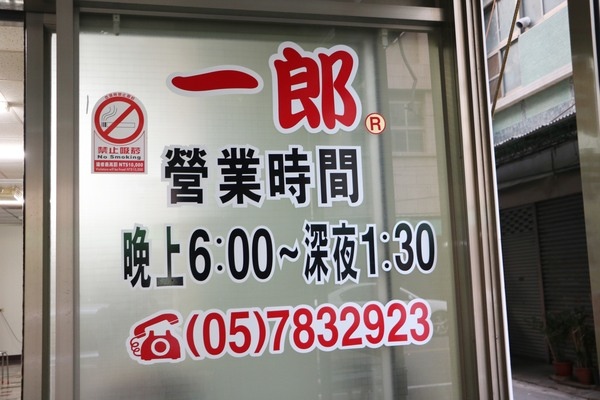 一郎®
禁止吸菸
No Smoking
營業時間
晚上6:00~深夜1:30
(05)7832923